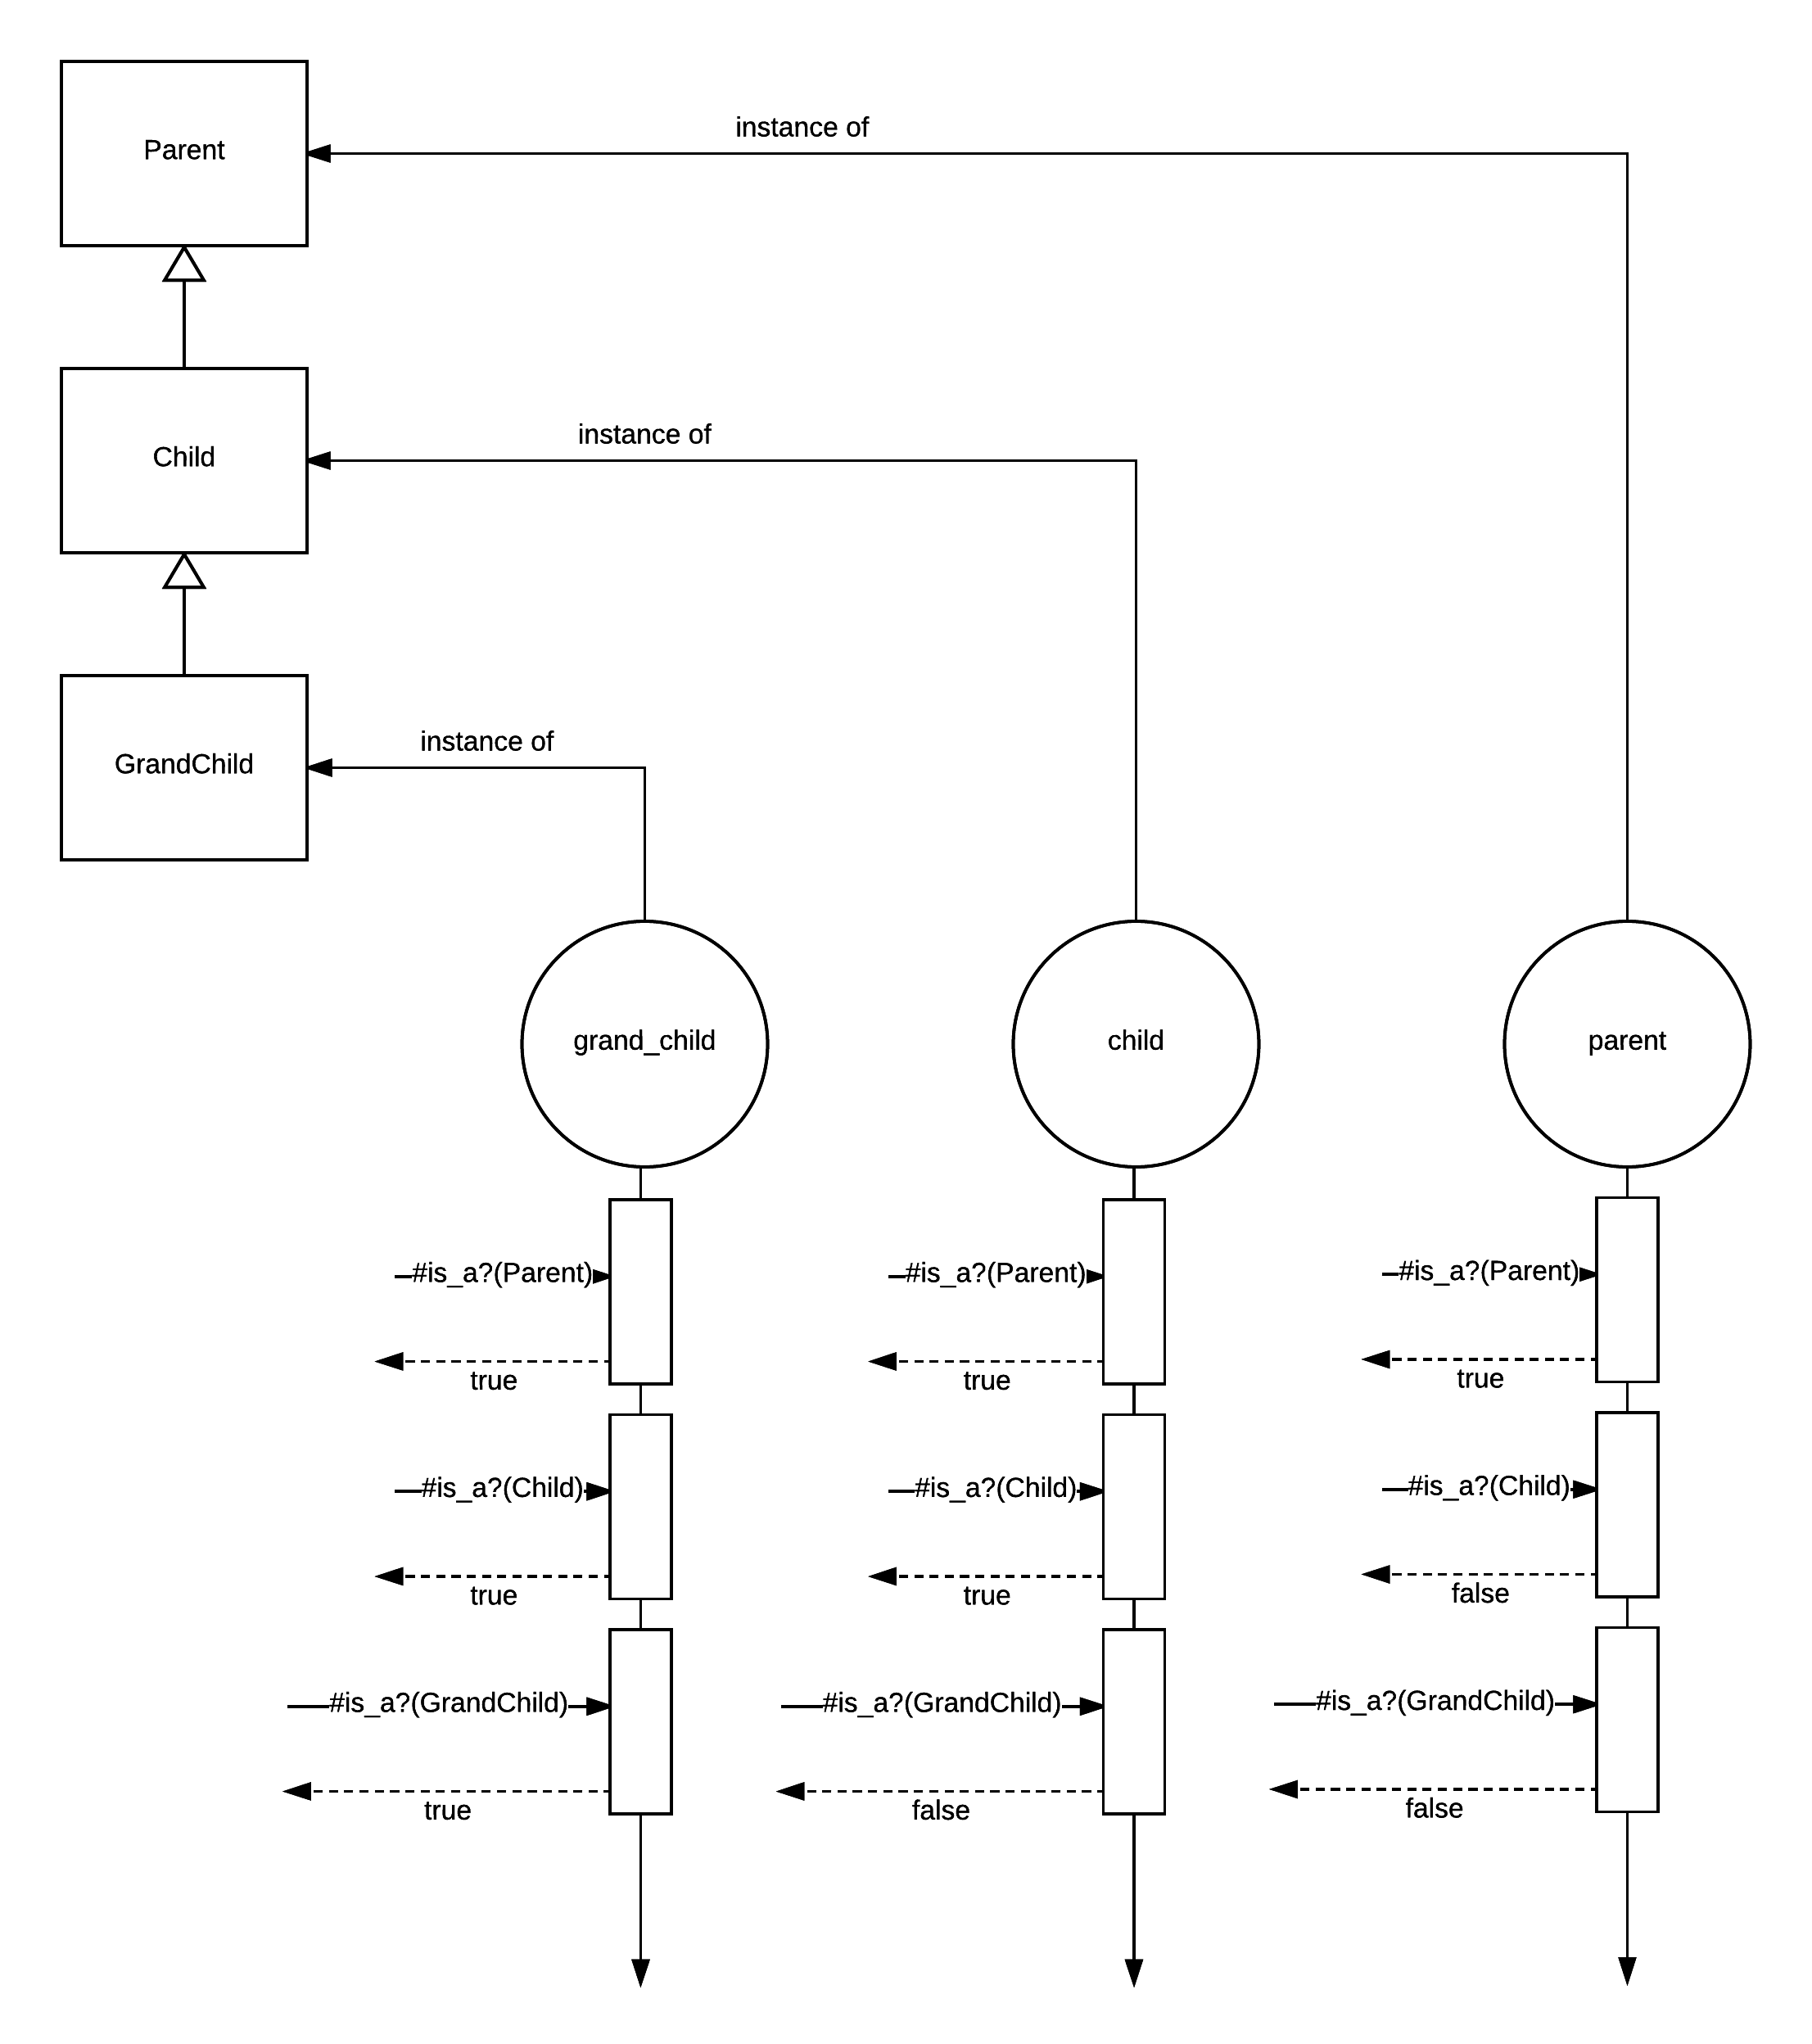 instance of
Parent
instance of
Child
instance of
GrandChild
grand_child
child
parent
#is_a?(Parent)
#is_a?(Parent)
#is_a?(Parent)
true
true
true
#is_a?(Child)
#is_a?(Child)
#is_a?(Child)
true
true
false
#is_a?(GrandChild)
#is_a?(GrandChild)
#is_a?(GrandChild)
true
false
false